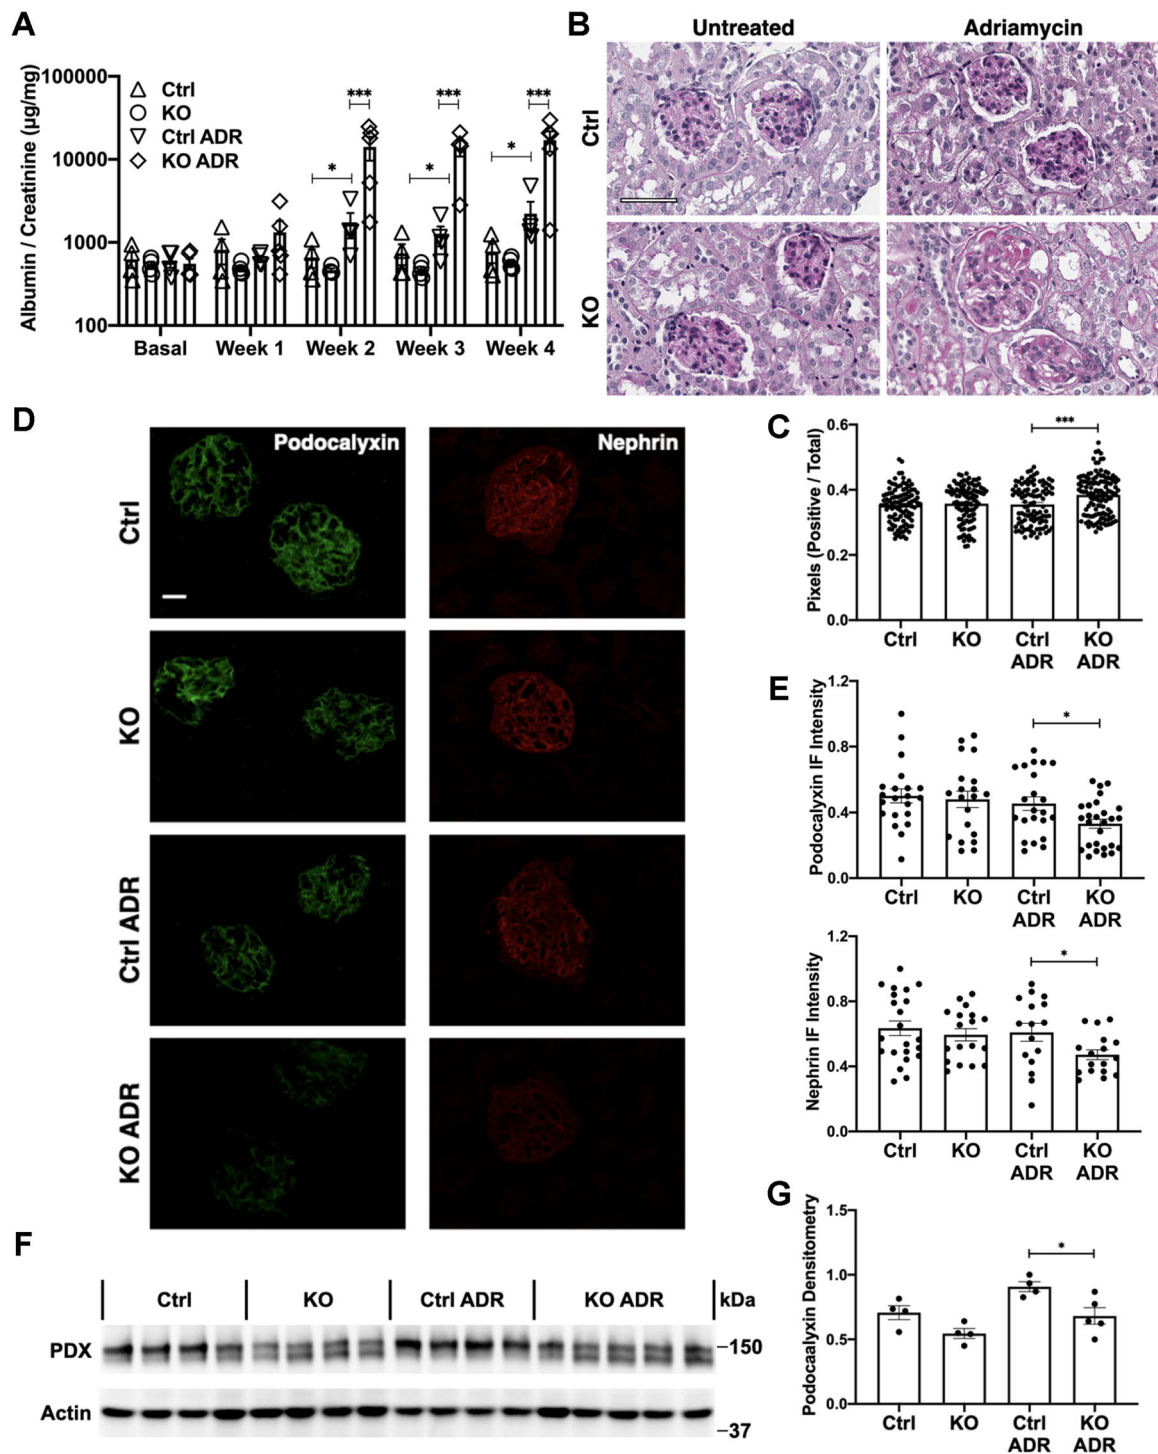 A
Albumin / Creatinine (µg/mg)
100000
10000
1000
100
Ctrl
KO
Ctrl ADR
KO ADR
*
***
*
***
*
***
Basal
Week 1
Week 2
Week 3
Week 4
B
Untreated
Adriamycin
Ctrl
KO
C
Pixels (Positive / Total)
0.6
0.4
0.2
0.0
***
Ctrl
KO
Ctrl
ADR
KO
ADR
D
Podocalyxin
Nephrin
Ctrl
KO
Ctrl ADR
KO ADR
E
Podocalyxin IF Intensity
1.2
0.8
0.4
0.0
*
Ctrl
KO
Ctrl
ADR
KO
ADR
Nephrin IF Intensity
1.2
0.8
0.4
0.0
*
Ctrl
KO
Ctrl
ADR
KO
ADR
F
Ctrl
KO
Ctrl ADR
KO ADR
kDa
PDX
–150
Actin
–37
G
Podocaalyxin Densitometry
1.5
1.0
0.5
0.0
*
Ctrl
KO
Ctrl
ADR
KO
ADR